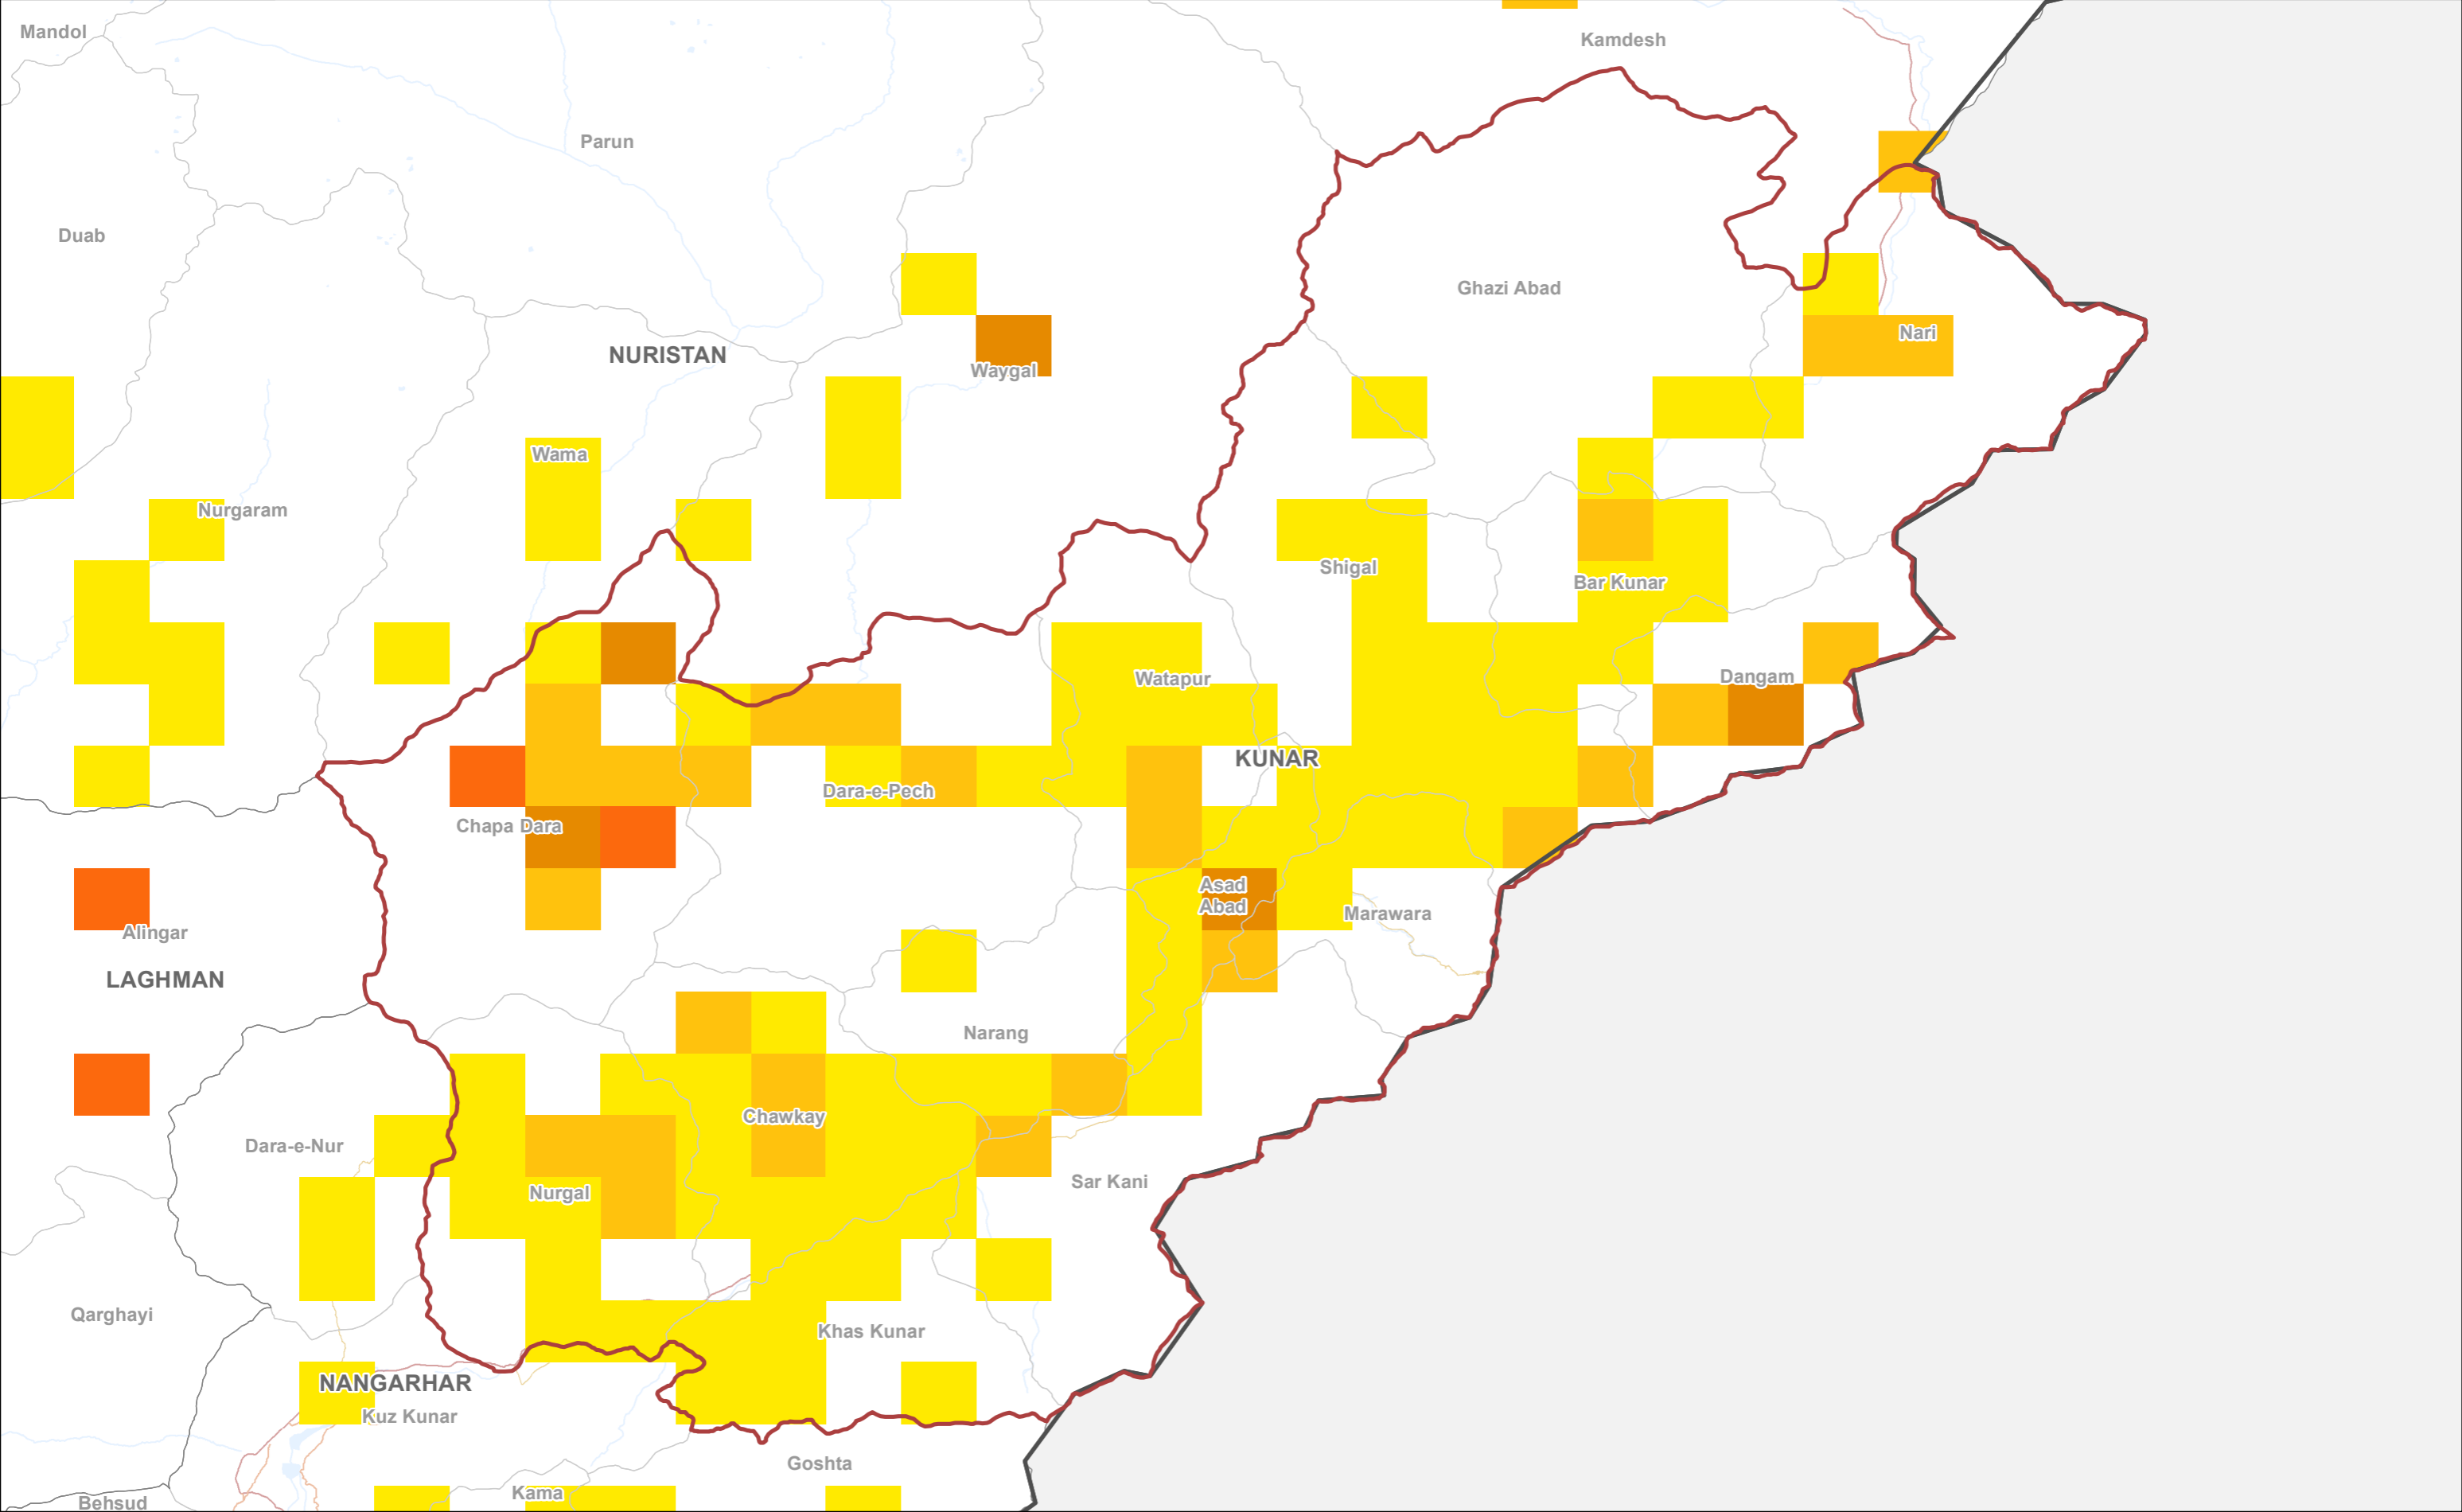 Mandol
Kamdesh
Parun
Duab
Ghazi Abad
Nari
NURISTAN
Waygal
Wama
Nurgaram
Shigal
Bar Kunar
Watapur
Dangam
KUNAR
Dara-e-Pech
Chapa Dara
Asad
Abad
Marawara
Alingar
LAGHMAN
Narang
Chawkay
Dara-e-Nur
Sar Kani
Nurgal
Qarghayi
Khas Kunar
NANGARHAR
Kuz Kunar
Goshta
Kama
Behsud